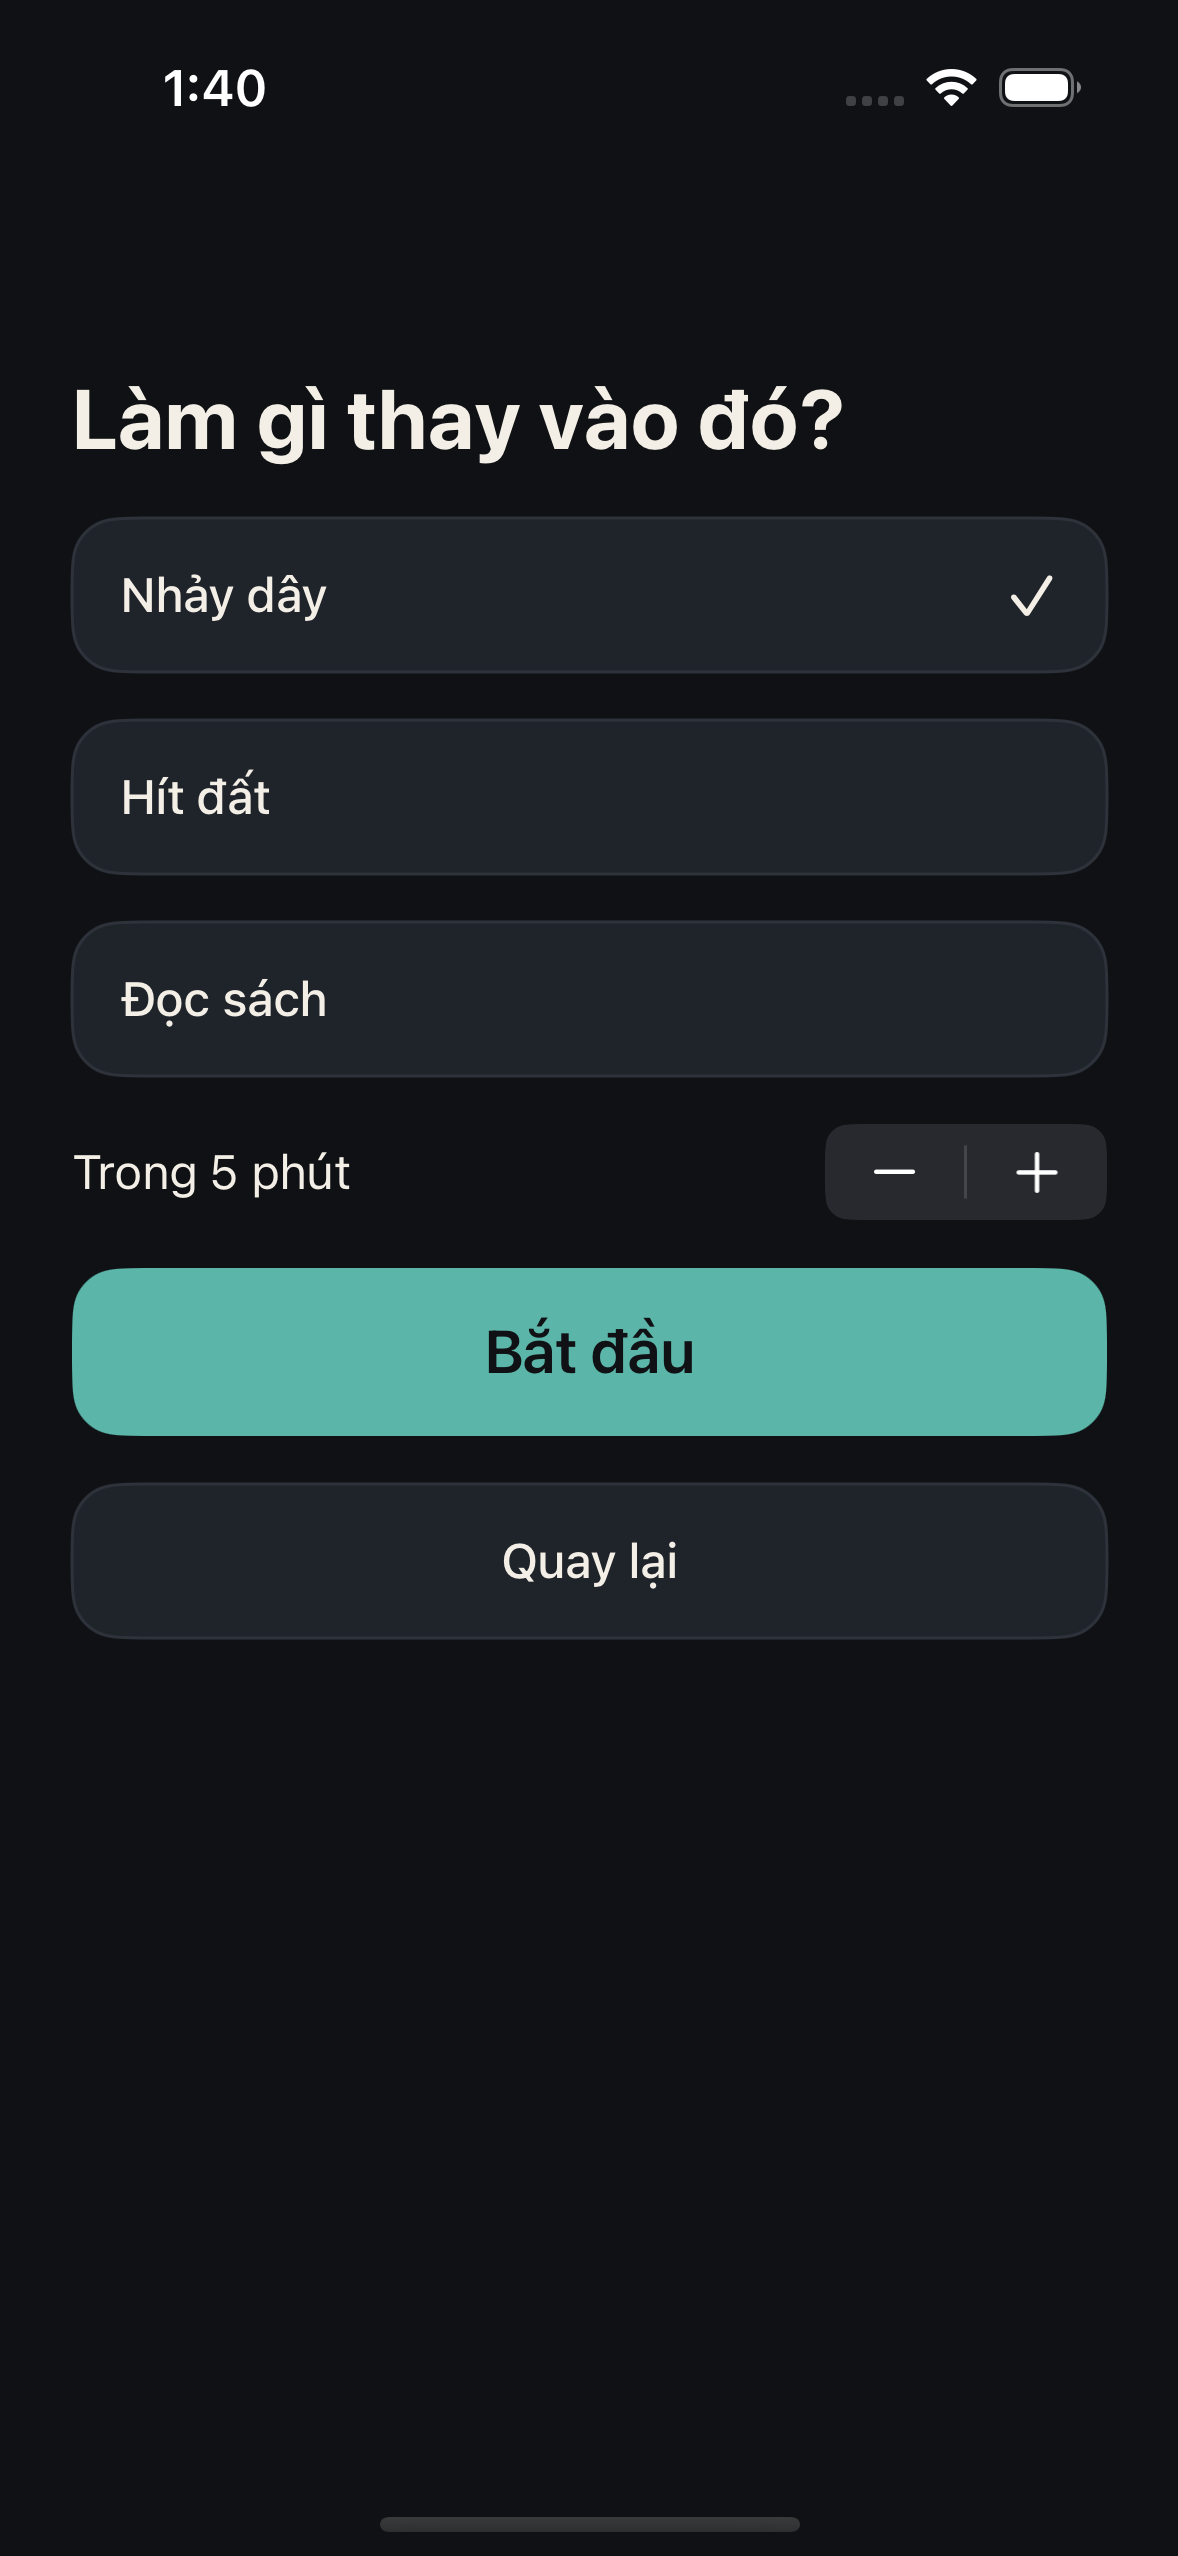 1:40
Làm gì thay vào đó?
Nhảy dây
Hít đất
Đọc sách
Trong 5 phút
Bắt đầu
Quay lại